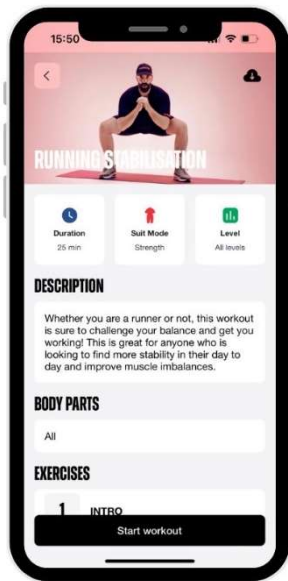 15:50
RUNNING STABILISATION
Duration
25 min
Suit Mode
Strength
Level
All levels
DESCRIPTION
Whether you are a runner or not, this workout
is sure to challenge your balance and get you
working! This is great for anyone who is
looking to find more stability in their day to
day and improve muscle imbalances.
BODY PARTS
All
EXERCISES
1 INTRO
Start workout